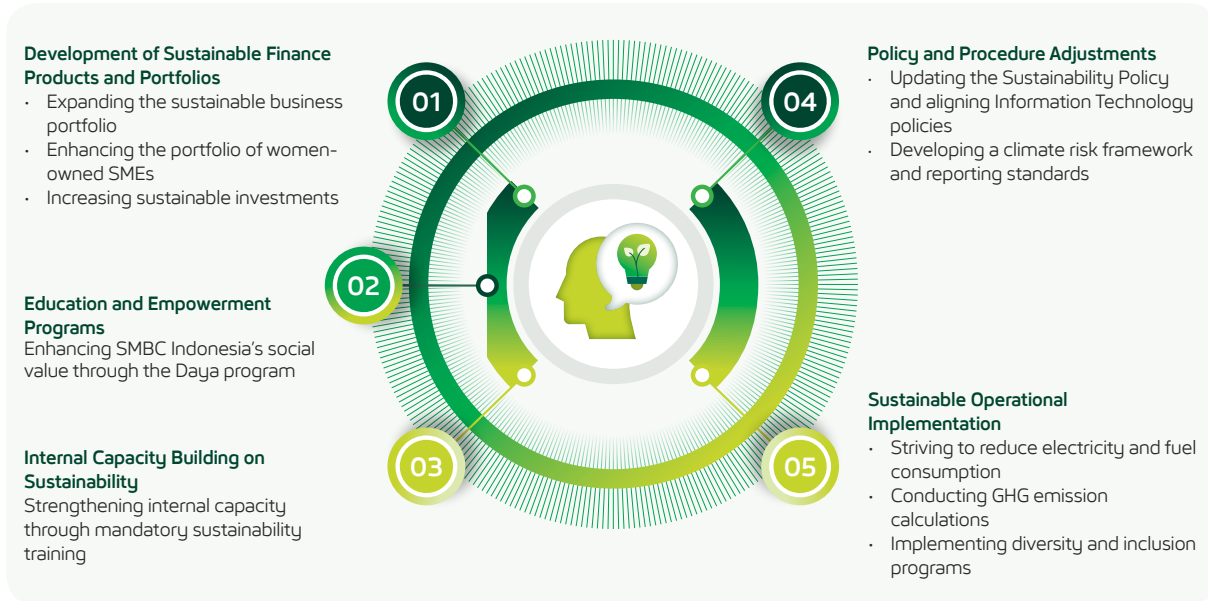 Development of Sustainable Finance
Products and Portfolios
· Expanding the sustainable business
portfolio
· Enhancing the portfolio of women-
owned SMEs
· Increasing sustainable investments
01
02
Education and Empowerment
Programs
Enhancing SMBC Indonesia's social
value through the Daya program
03
Internal Capacity Building on
Sustainability
Strengthening internal capacity
through mandatory sustainability
training
04
Policy and Procedure Adjustments
· Updating the Sustainability Policy
and aligning Information Technology
policies
· Developing a climate risk framework
and reporting standards
05
Sustainable Operational
Implementation
· Striving to reduce electricity and fuel
consumption
· Conducting GHG emission
calculations
· Implementing diversity and inclusion
programs